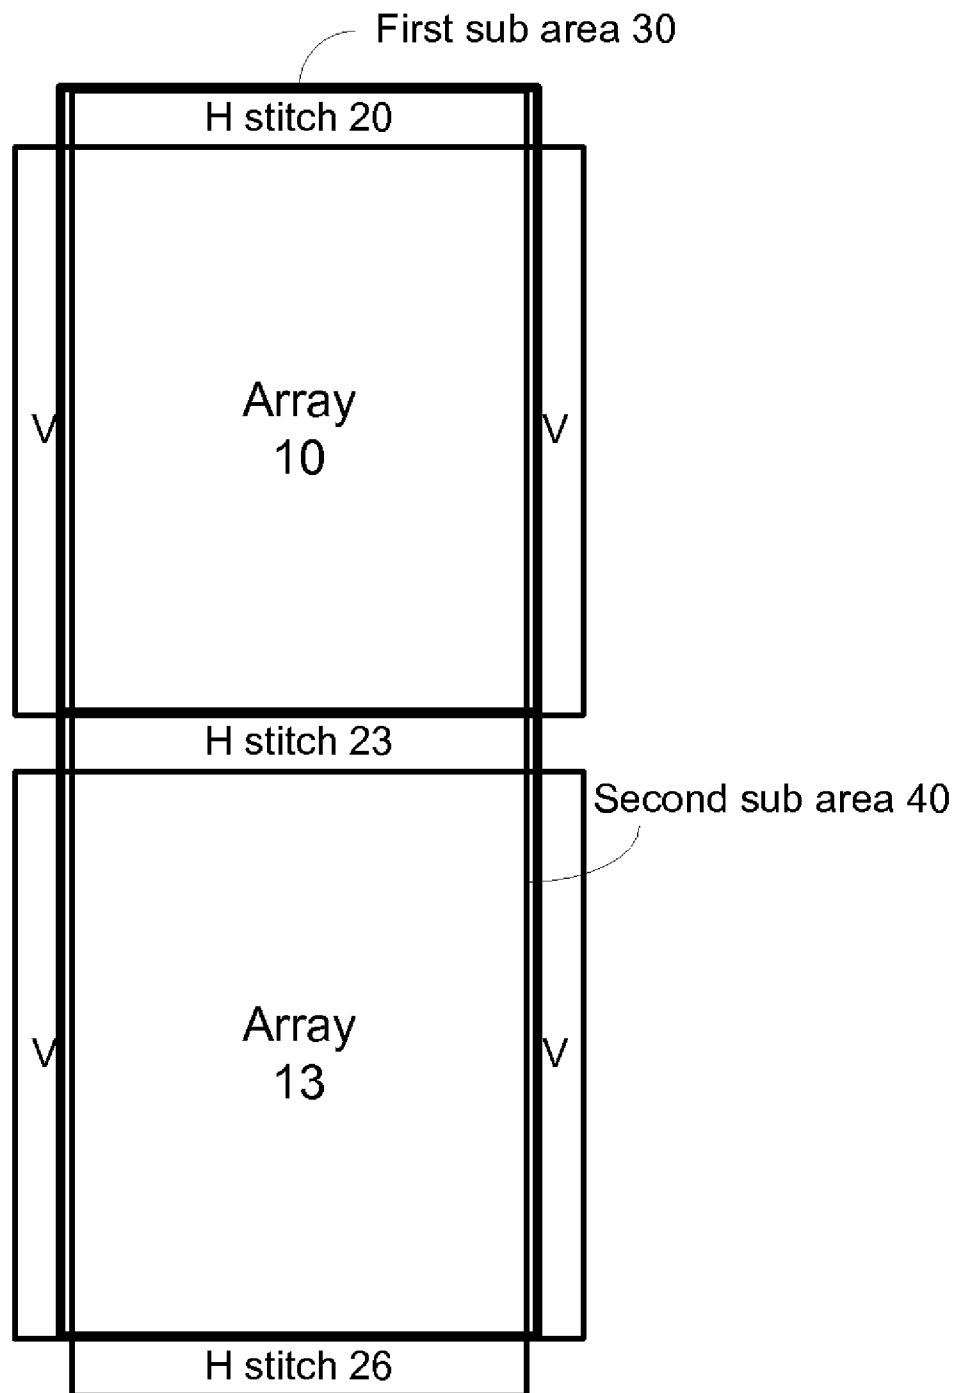 First sub area 30
H stitch 20
Array
10
V
V
H stitch 23
Second sub area 40
Array
13
V
V
H stitch 26